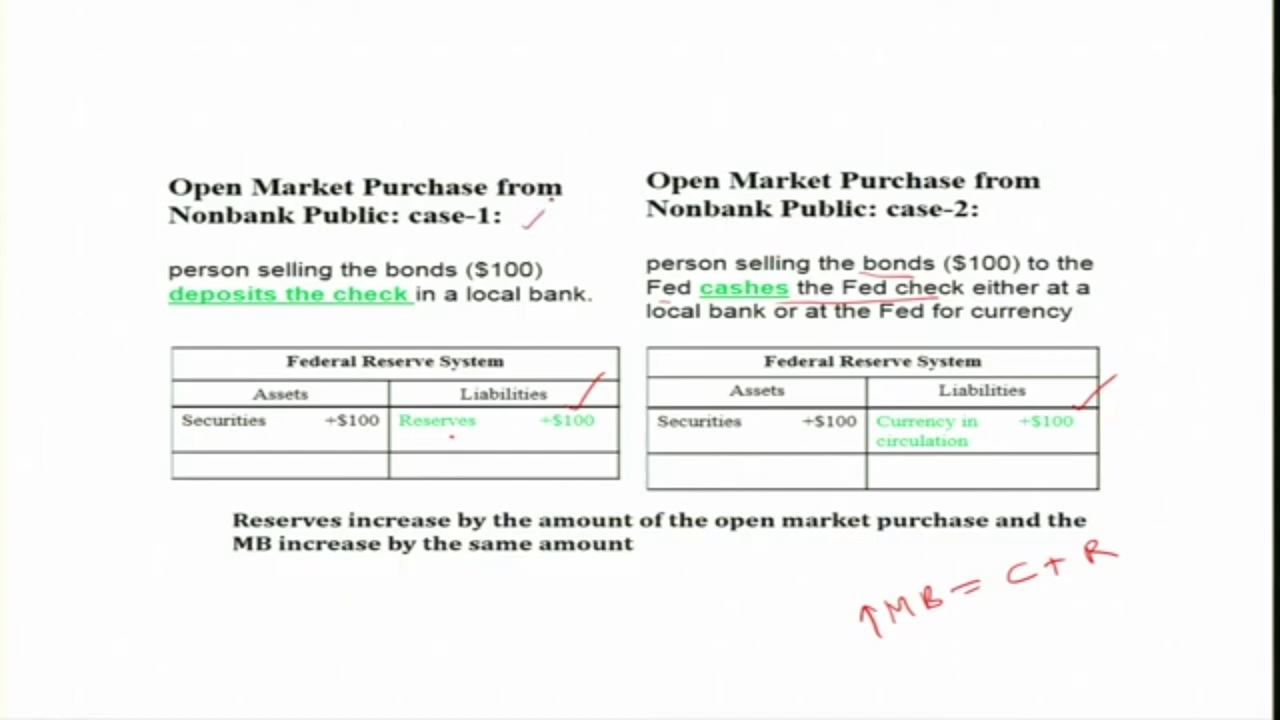 Open Market Purchase from
Nonbank Public: case-1:
person selling the bonds ($100)
deposits the check in a local bank.
Federal Reserve System
Assets Liabilities
Securities +$100 Reserves +$100
Open Market Purchase from
Nonbank Public: case-2:
person selling the bonds ($100) to the
Fed cashes the Fed check either at a
local bank or at the Fed for currency
Federal Reserve System
Assets Liabilities
Securities +$100 Currency in +$100
circulation
Reserves increase by the amount of the open market purchase and the
MB increase by the same amount
↑MB = C + R